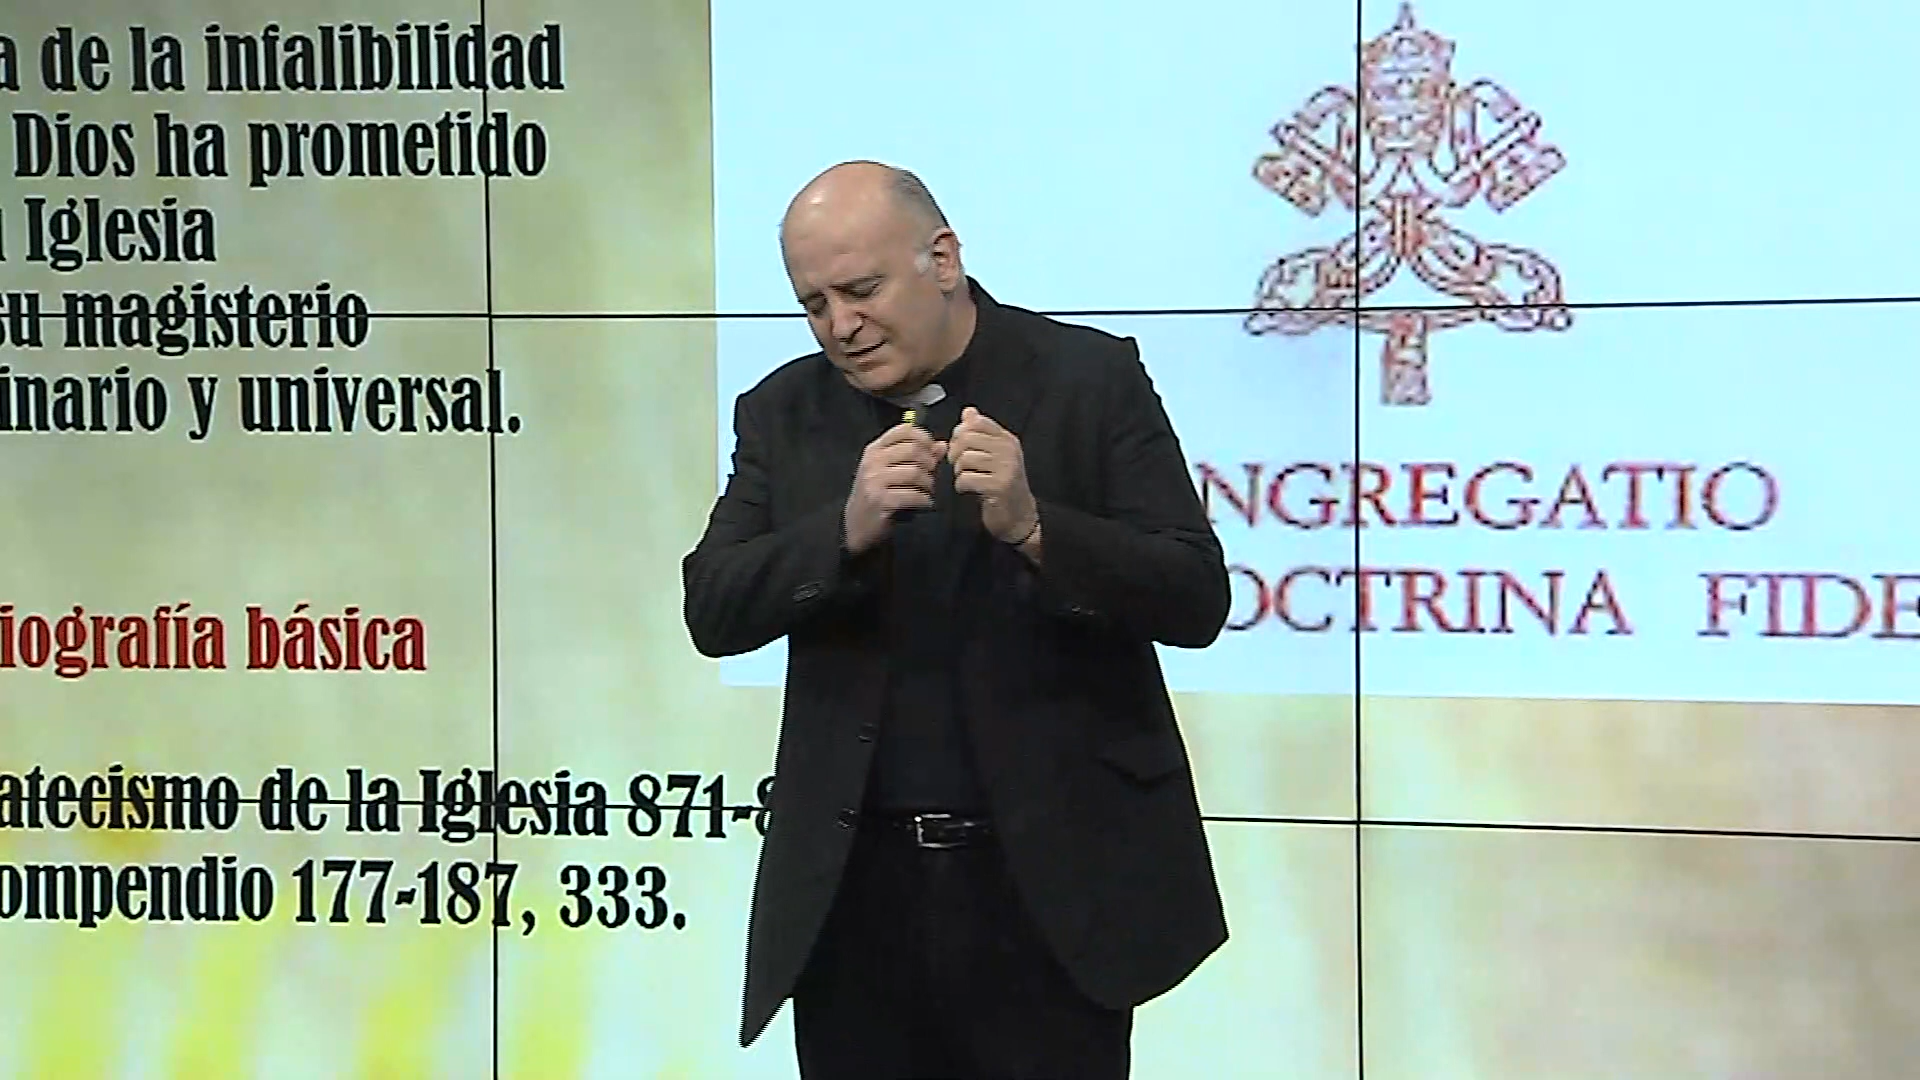 a de la infalibilidad
Dios ha prometido
Iglesia
su magisterio
inario y universal.
iografía básica
atecismo de la Iglesia 871-8
ompendio 177-187, 333.
NGREGATIO
OCTRINA FIDE